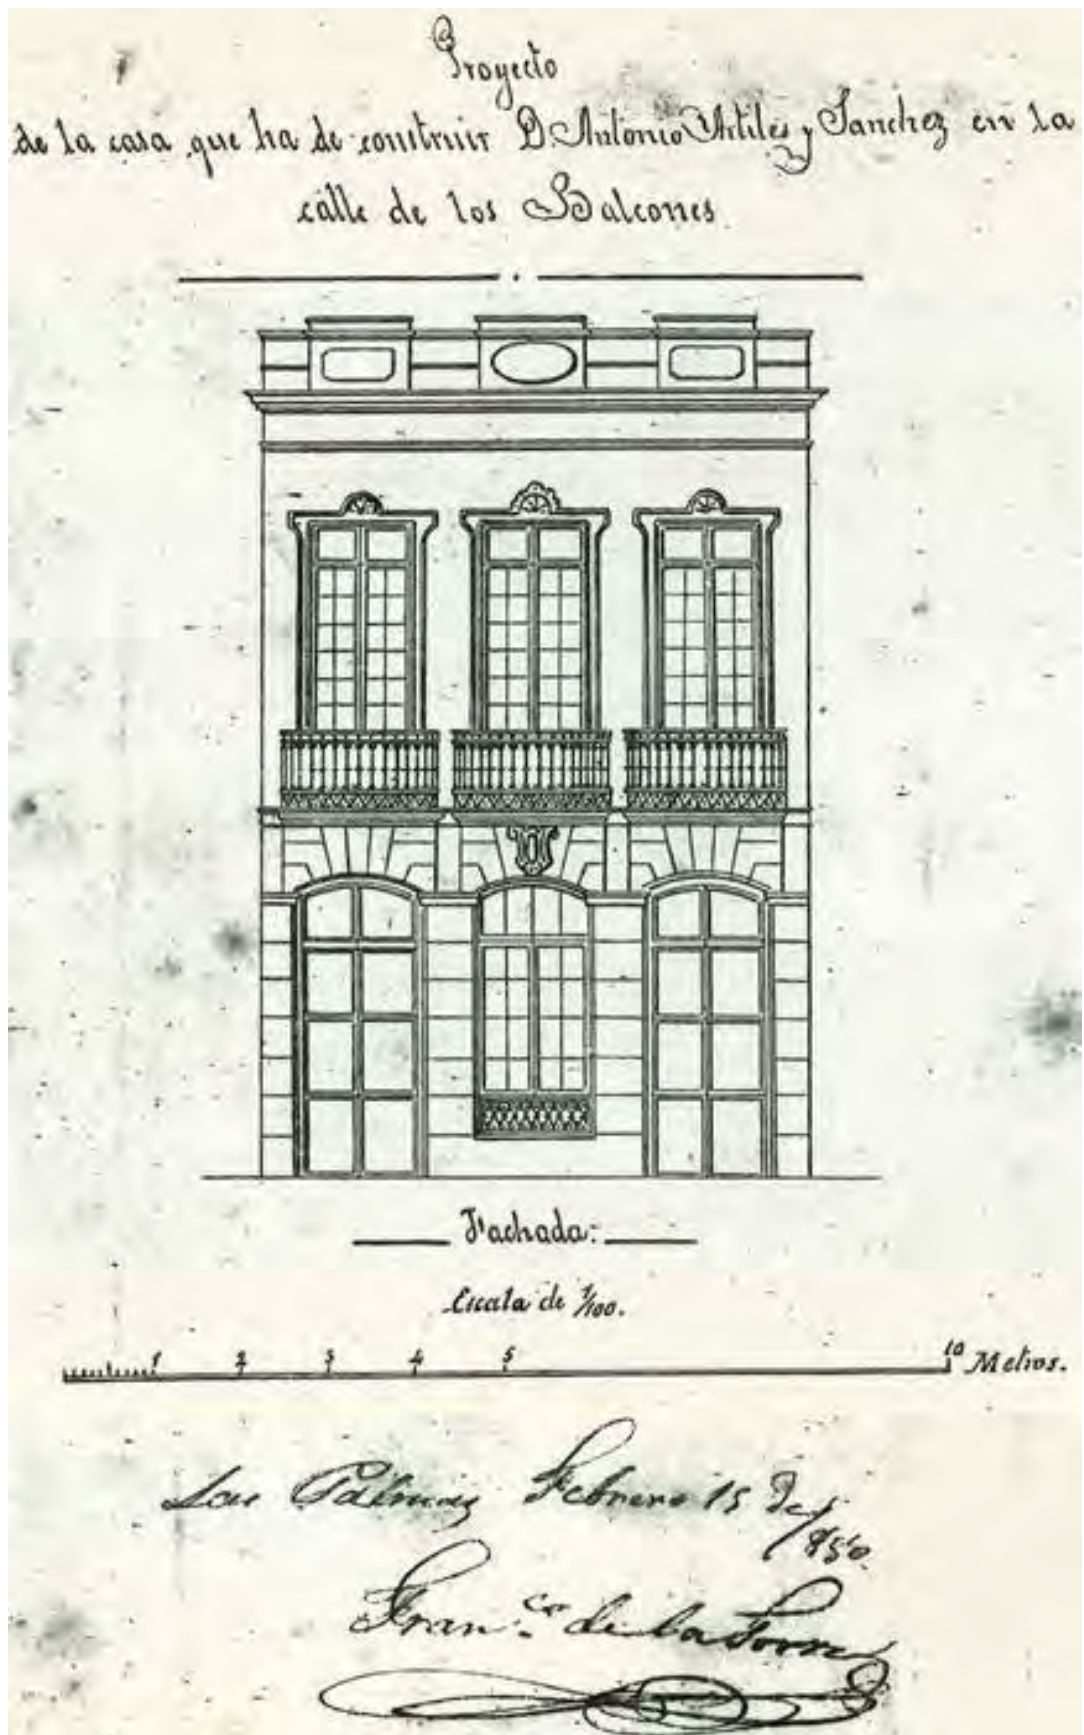 Proyecto
de la casa que ha de construir D. Antonio Artiles y Sanchez en la
calle de los Balcones
Fachada:
Escala de 1/100.
1 2 3 4 5 10 Metros.
Las Palmas Febrero 15 de
Fran.co de la Torre